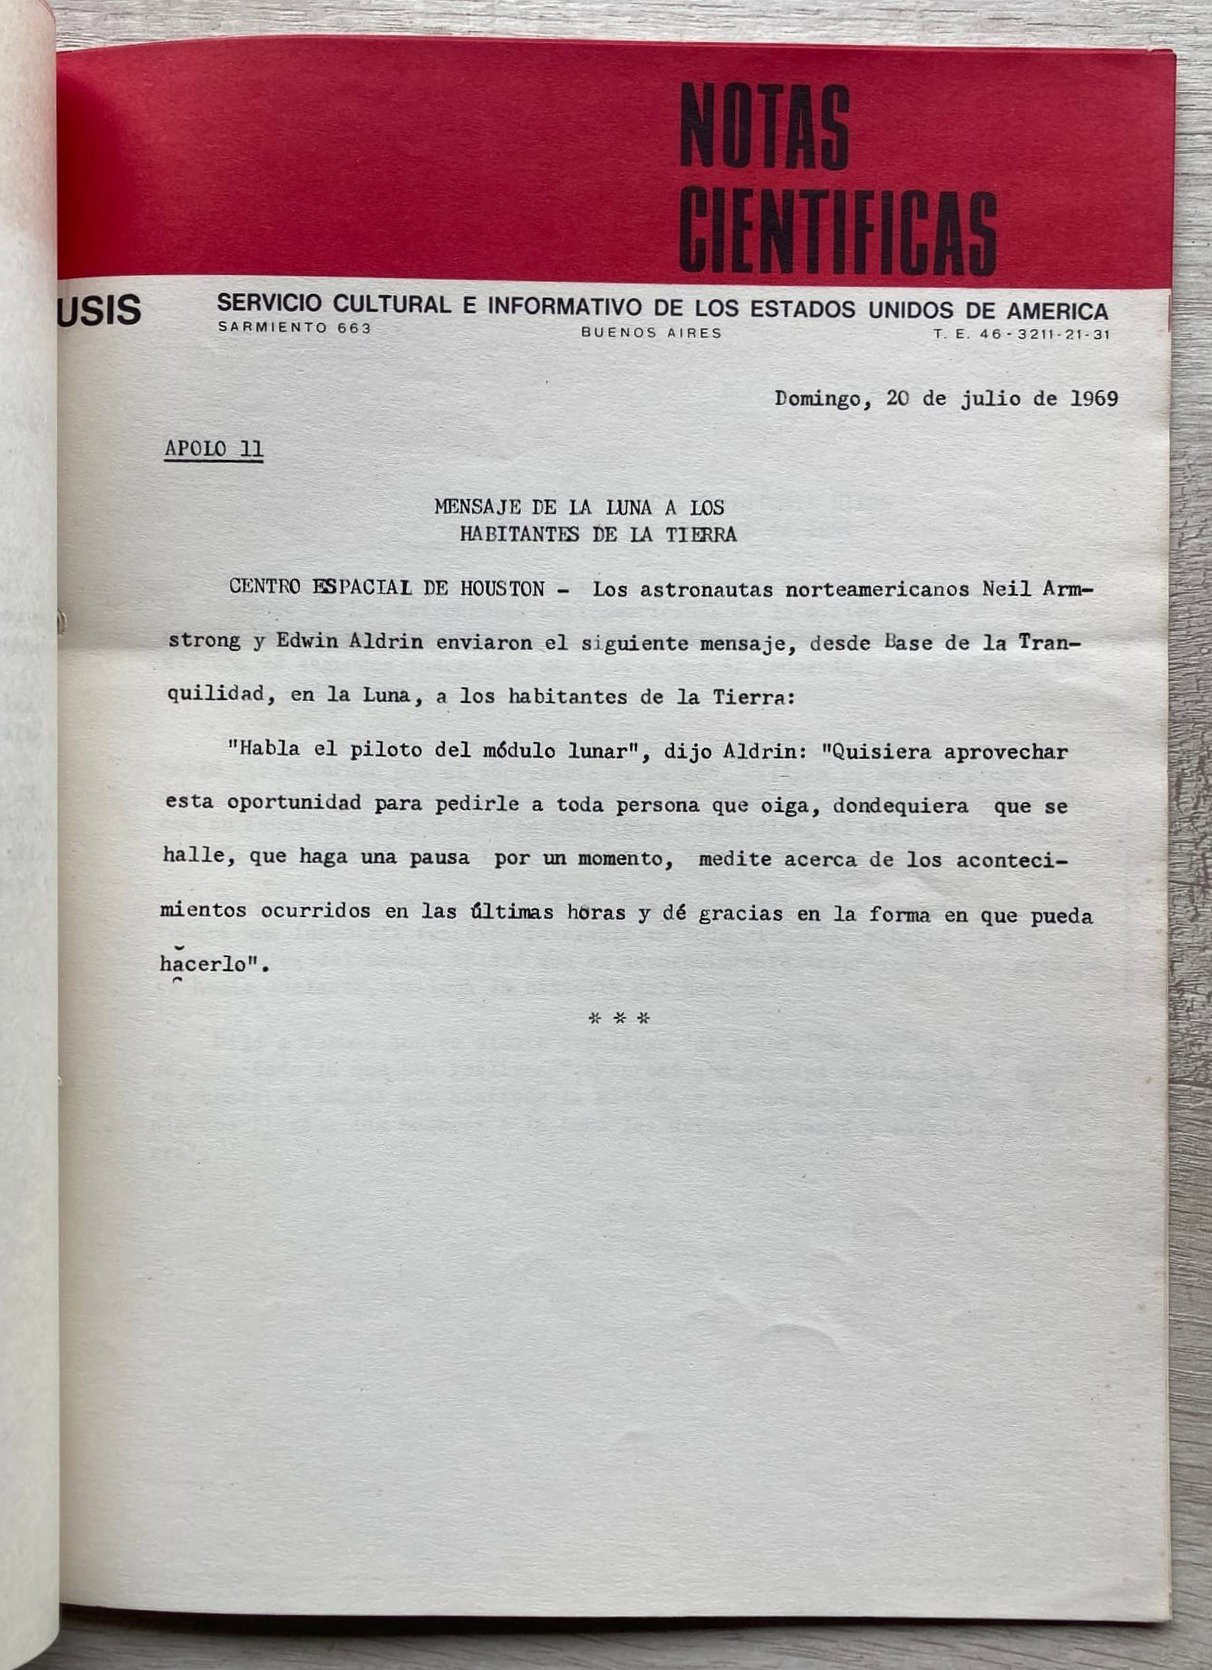 NOTAS
CIENTIFICAS
USIS
SERVICIO CULTURAL E INFORMATIVO DE LOS ESTADOS UNIDOS DE AMERICA
SARMIENTO 663 BUENOS AIRES T. E. 46-3211-21-31
Domingo, 20 de julio de 1969
APOLO 11
MENSAJE DE LA LUNA A LOS
HABITANTES DE LA TIERRA
CENTRO ESPACIAL DE HOUSTON - Los astronautas norteamericanos Neil Arm-
strong y Edwin Aldrin enviaron el siguiente mensaje, desde Base de la Tran-
quilidad, en la Luna, a los habitantes de la Tierra:
"Habla el piloto del módulo lunar", dijo Aldrin: "Quisiera aprovechar
esta oportunidad para pedirle a toda persona que oiga, dondequiera que se
halle, que haga una pausa por un momento, medite acerca de los aconteci-
mientos ocurridos en las últimas horas y dé gracias en la forma en que pueda
hacerlo".
* * *